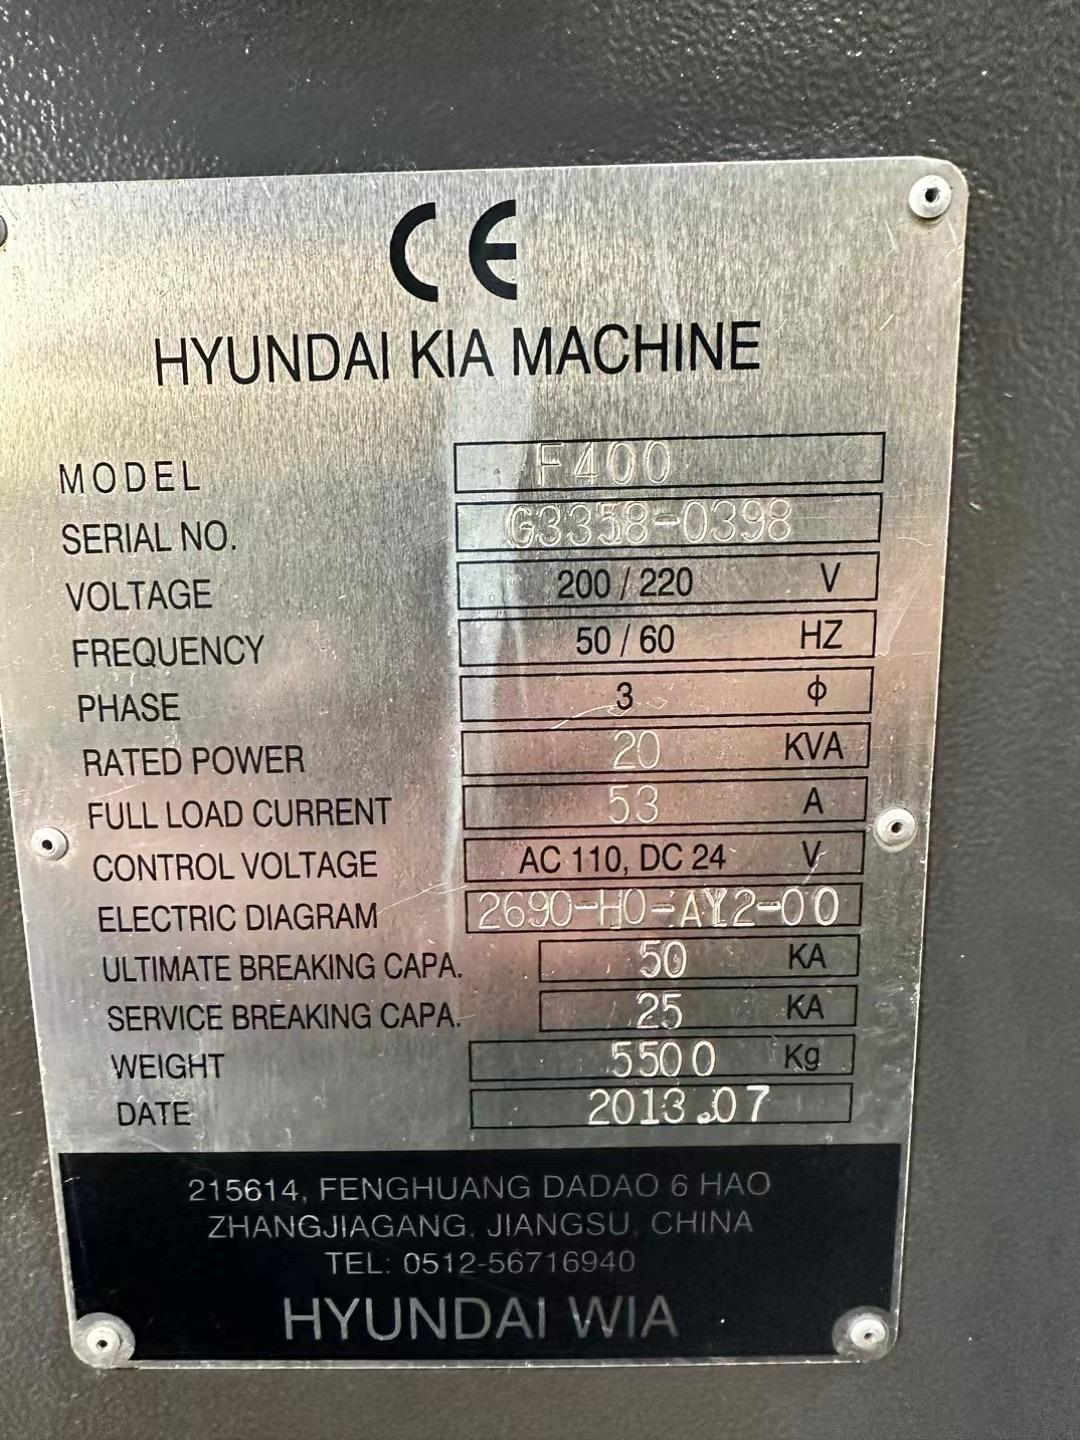 CE
HYUNDAI KIA MACHINE
MODEL F400
SERIAL NO. G3358-0398
VOLTAGE 200 / 220 V
FREQUENCY 50 / 60 HZ
PHASE 3 ϕ
RATED POWER 20 KVA
FULL LOAD CURRENT 53 A
CONTROL VOLTAGE AC 110, DC 24 V
ELECTRIC DIAGRAM 2690-H0-AY2-00
ULTIMATE BREAKING CAPA. 50 KA
SERVICE BREAKING CAPA. 25 KA
WEIGHT 5500 Kg
DATE 2013.07
215614, FENGHUANG DADAO 6 HAO
ZHANGJIAGANG, JIANGSU, CHINA
TEL: 0512-56716940
HYUNDAI WIA